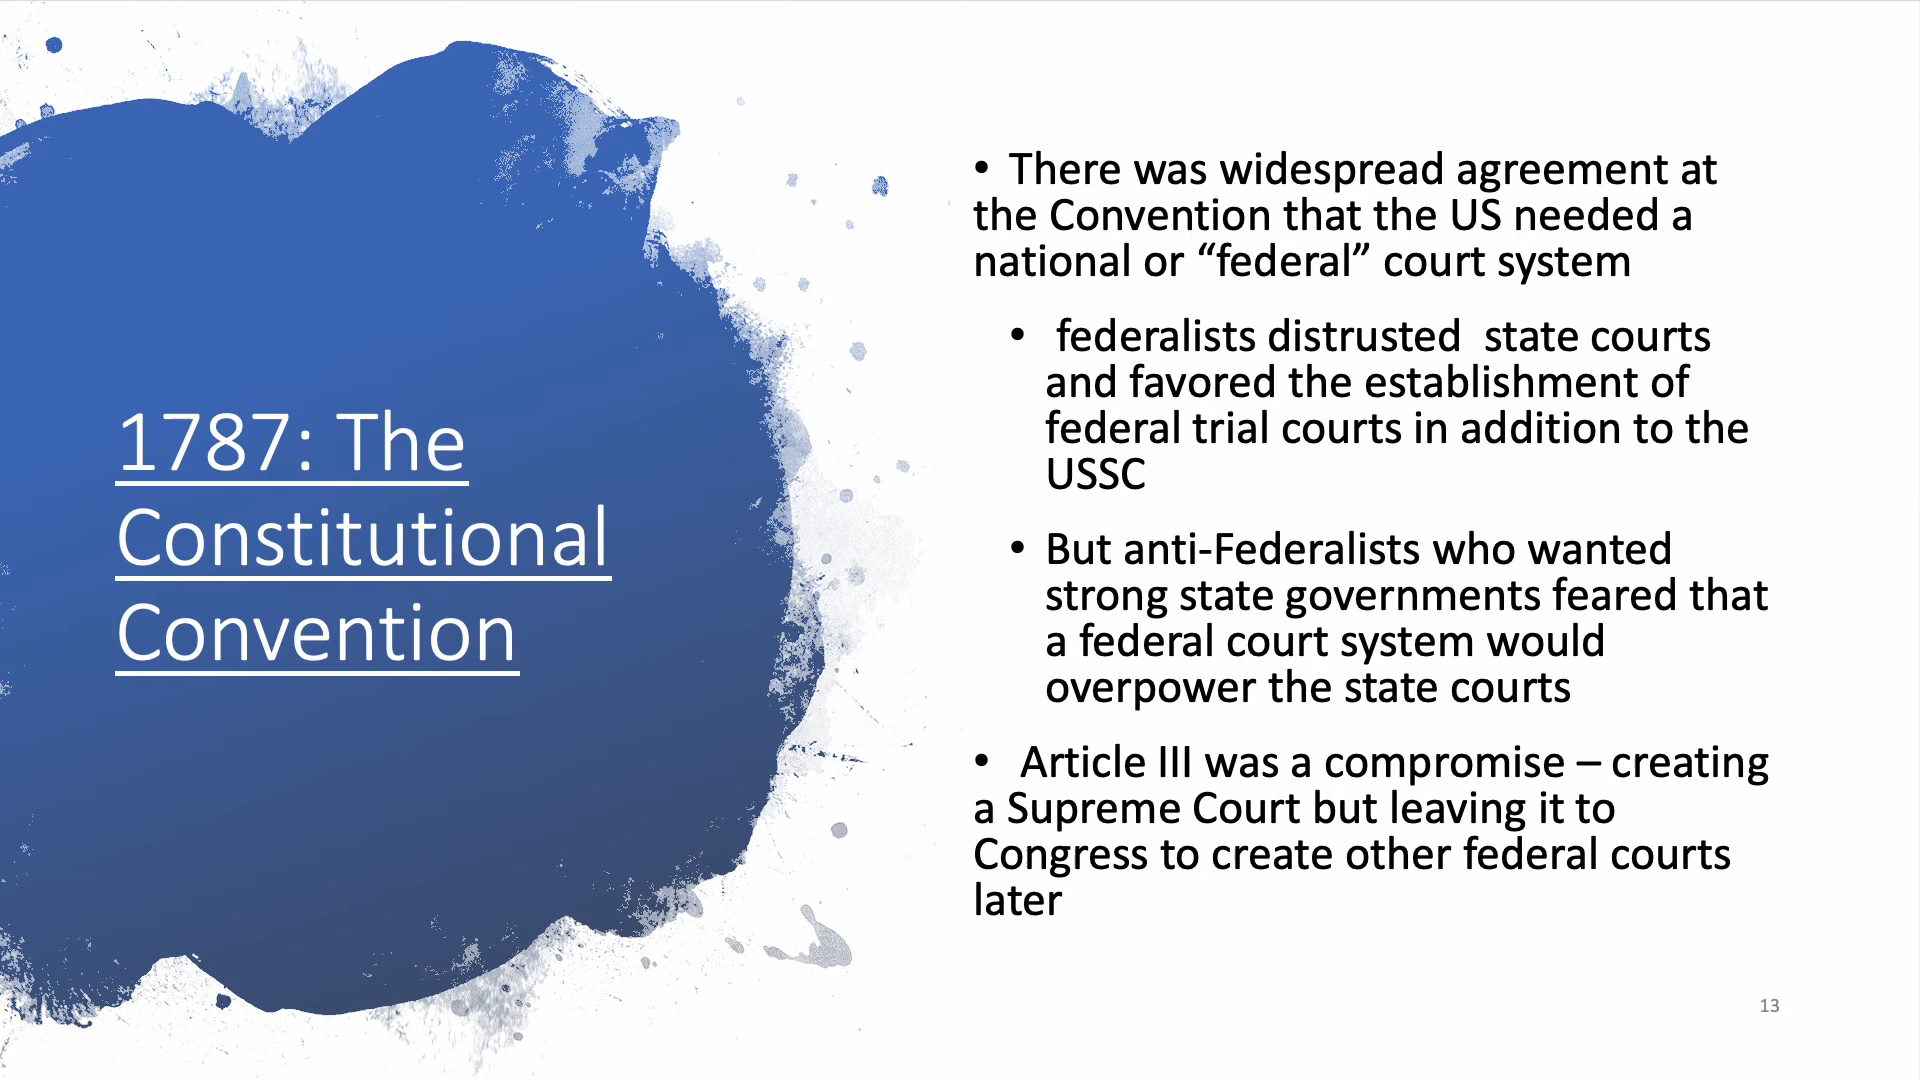 1787: The
Constitutional
Convention
• There was widespread agreement at
the Convention that the US needed a
national or “federal” court system
• federalists distrusted  state courts
and favored the establishment of
federal trial courts in addition to the
USSC
• But anti-Federalists who wanted
strong state governments feared that
a federal court system would
overpower the state courts
• Article III was a compromise – creating
a Supreme Court but leaving it to
Congress to create other federal courts
later
13